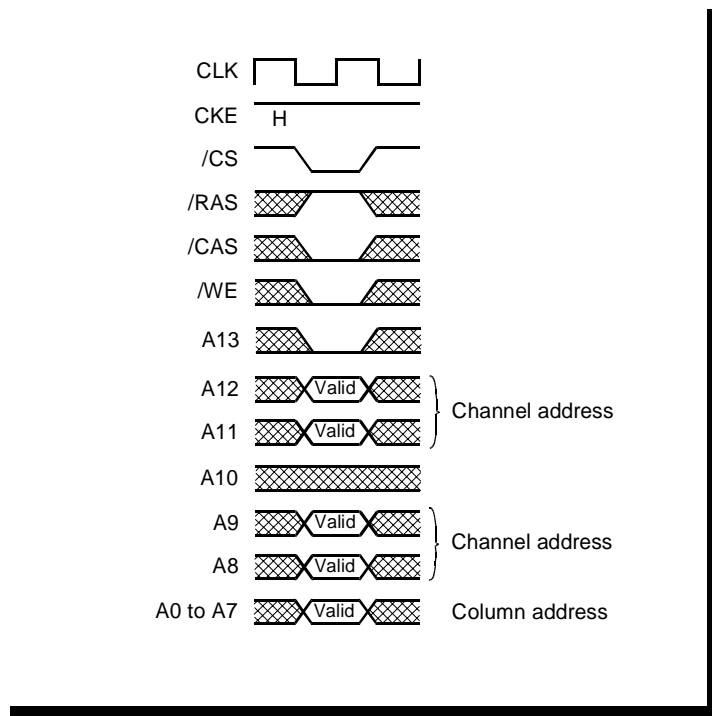 CLK
CKE H
/CS
/RAS
/CAS
/WE
A13
A12 Valid
Channel address
A11 Valid
A10
A9 Valid
Channel address
A8 Valid
A0 to A7 Valid Column address